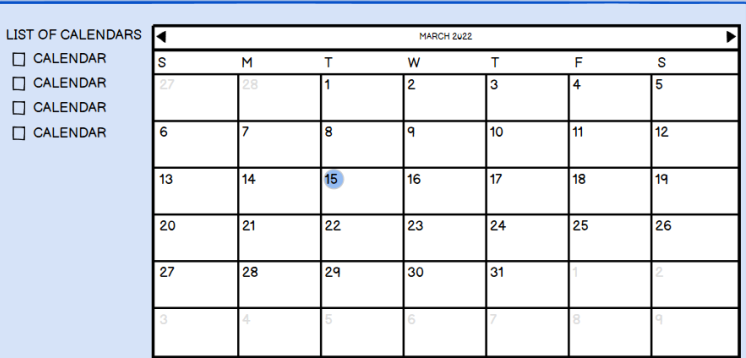 LIST OF CALENDARS
CALENDAR
CALENDAR
CALENDAR
CALENDAR
MARCH 2022
S M T W T F S
27 28 1 2 3 4 5
6 7 8 9 10 11 12
13 14 15 16 17 18 19
20 21 22 23 24 25 26
27 28 29 30 31 1 2
3 4 5 6 7 8 9